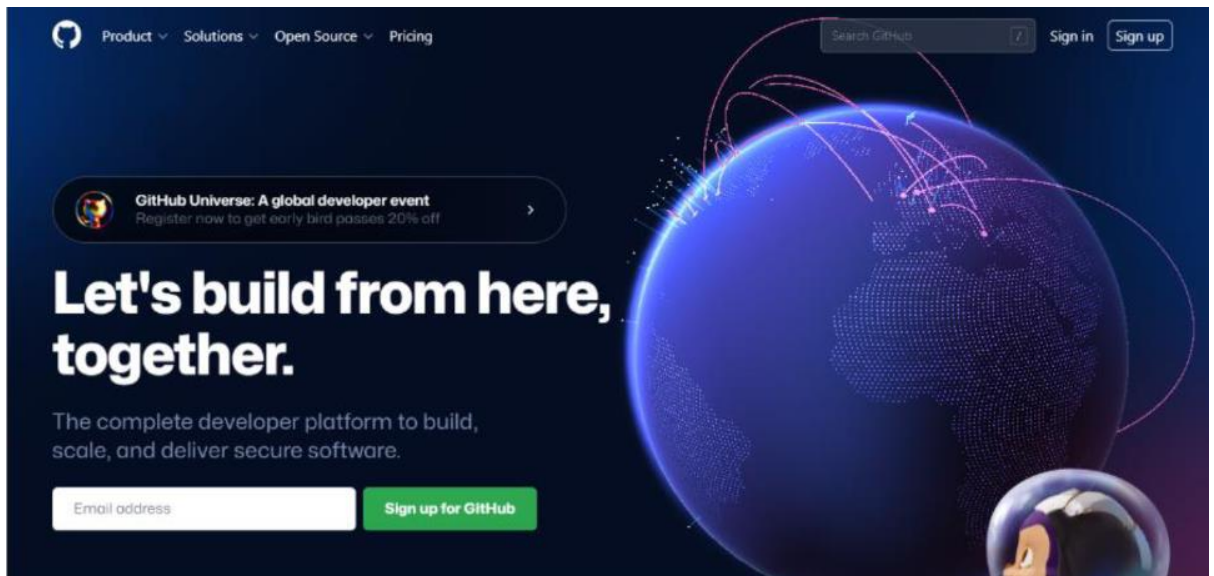 Product Solutions Open Source Pricing Search GitHub / Sign in Sign up
GitHub Universe: A global developer event
Register now to get early bird passes 20% off
Let's build from here,
together.
The complete developer platform to build,
scale, and deliver secure software.
Email address Sign up for GitHub